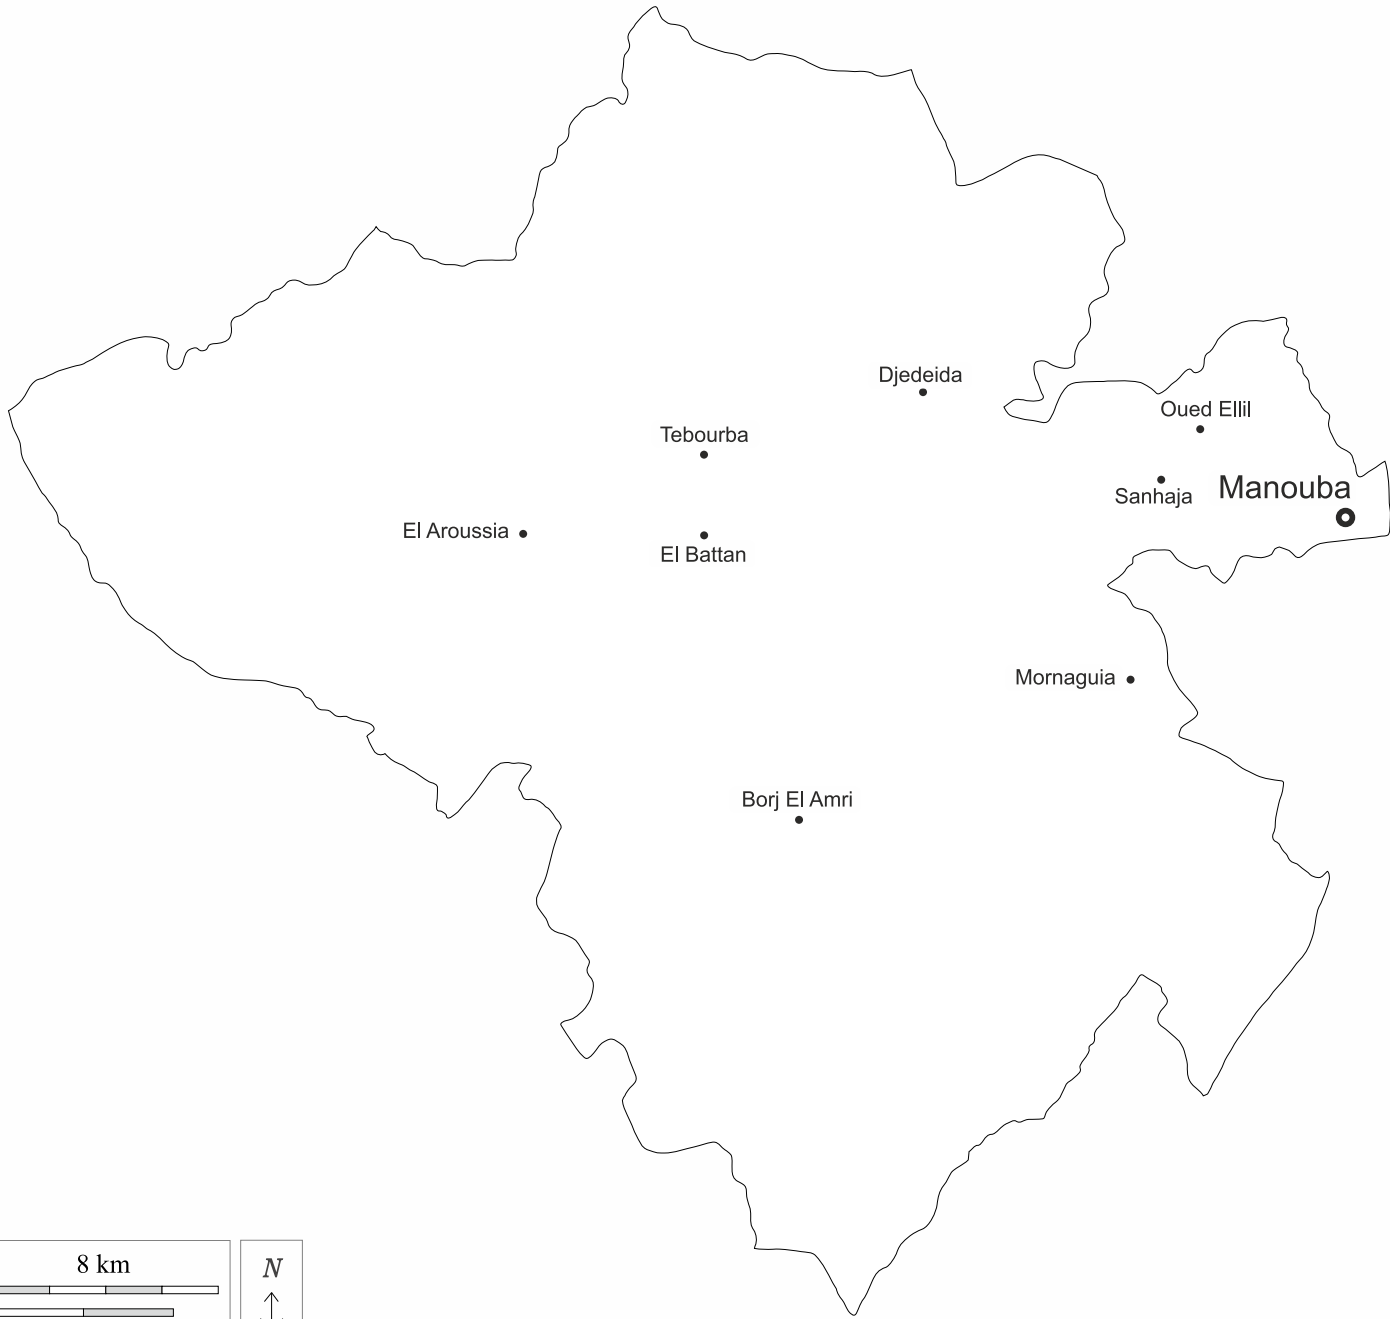 Djedeida
Oued Ellil
Tebourba
Manouba
Sanhaja
El Aroussia
El Battan
Mornaguia
Borj El Amri
8 km
N